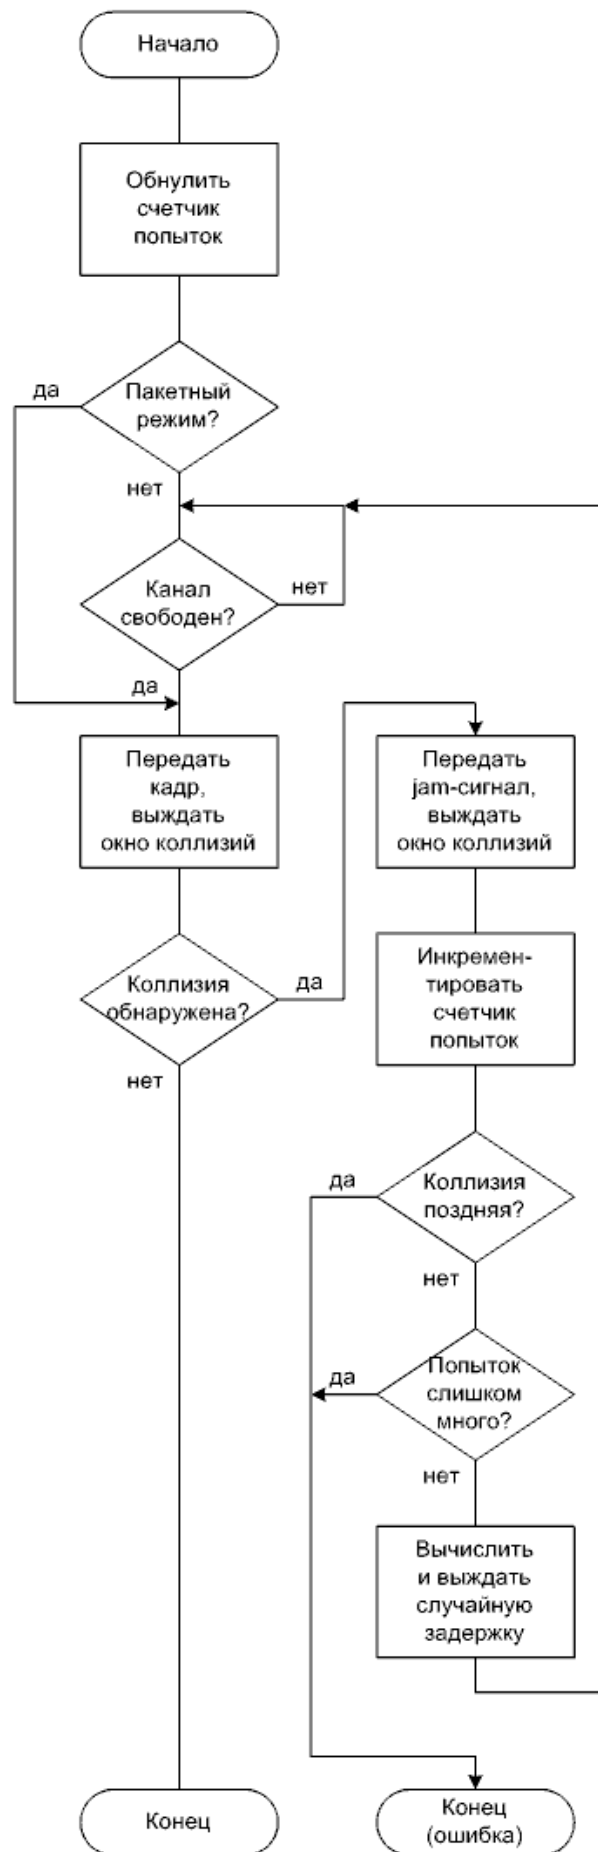 Начало
Обнулить
счетчик
попыток
да
Пакетный
режим?
нет
Канал
свободен?
нет
да
Передать
кадр,
выждать
окно коллизий
Передать
jam-сигнал,
выждать
окно коллизий
Коллизия
обнаружена?
да
нет
Инкремен-
тировать
счетчик
попыток
да
Коллизия
поздняя?
нет
да
Попыток
слишком
много?
нет
Вычислить
и выждать
случайную
задержку
Конец
Конец
(ошибка)